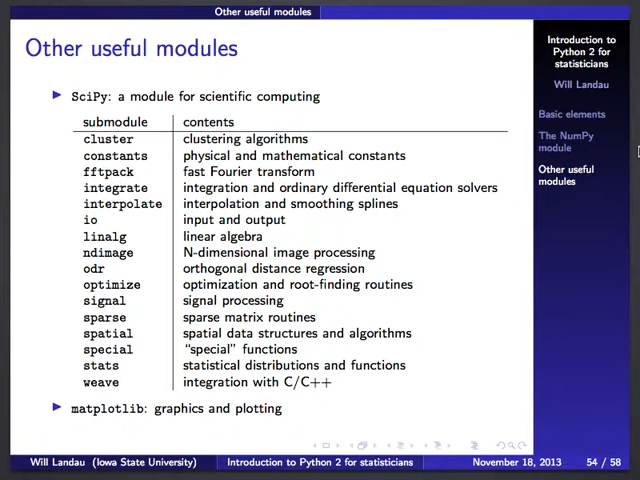 Other useful modules
Other useful modules
SciPy: a module for scientific computing
submodule contents
cluster clustering algorithms
constants physical and mathematical constants
fftpack fast Fourier transform
integrate integration and ordinary differential equation solvers
interpolate interpolation and smoothing splines
io input and output
linalg linear algebra
ndimage N-dimensional image processing
odr orthogonal distance regression
optimize optimization and root-finding routines
signal signal processing
sparse sparse matrix routines
spatial spatial data structures and algorithms
special “special” functions
stats statistical distributions and functions
weave integration with C/C++
matplotlib: graphics and plotting
Introduction to
Python 2 for
statisticians
Will Landau
Basic elements
The NumPy
module
Other useful
modules
Will Landau (Iowa State University) Introduction to Python 2 for statisticians November 18, 2013 54 / 58